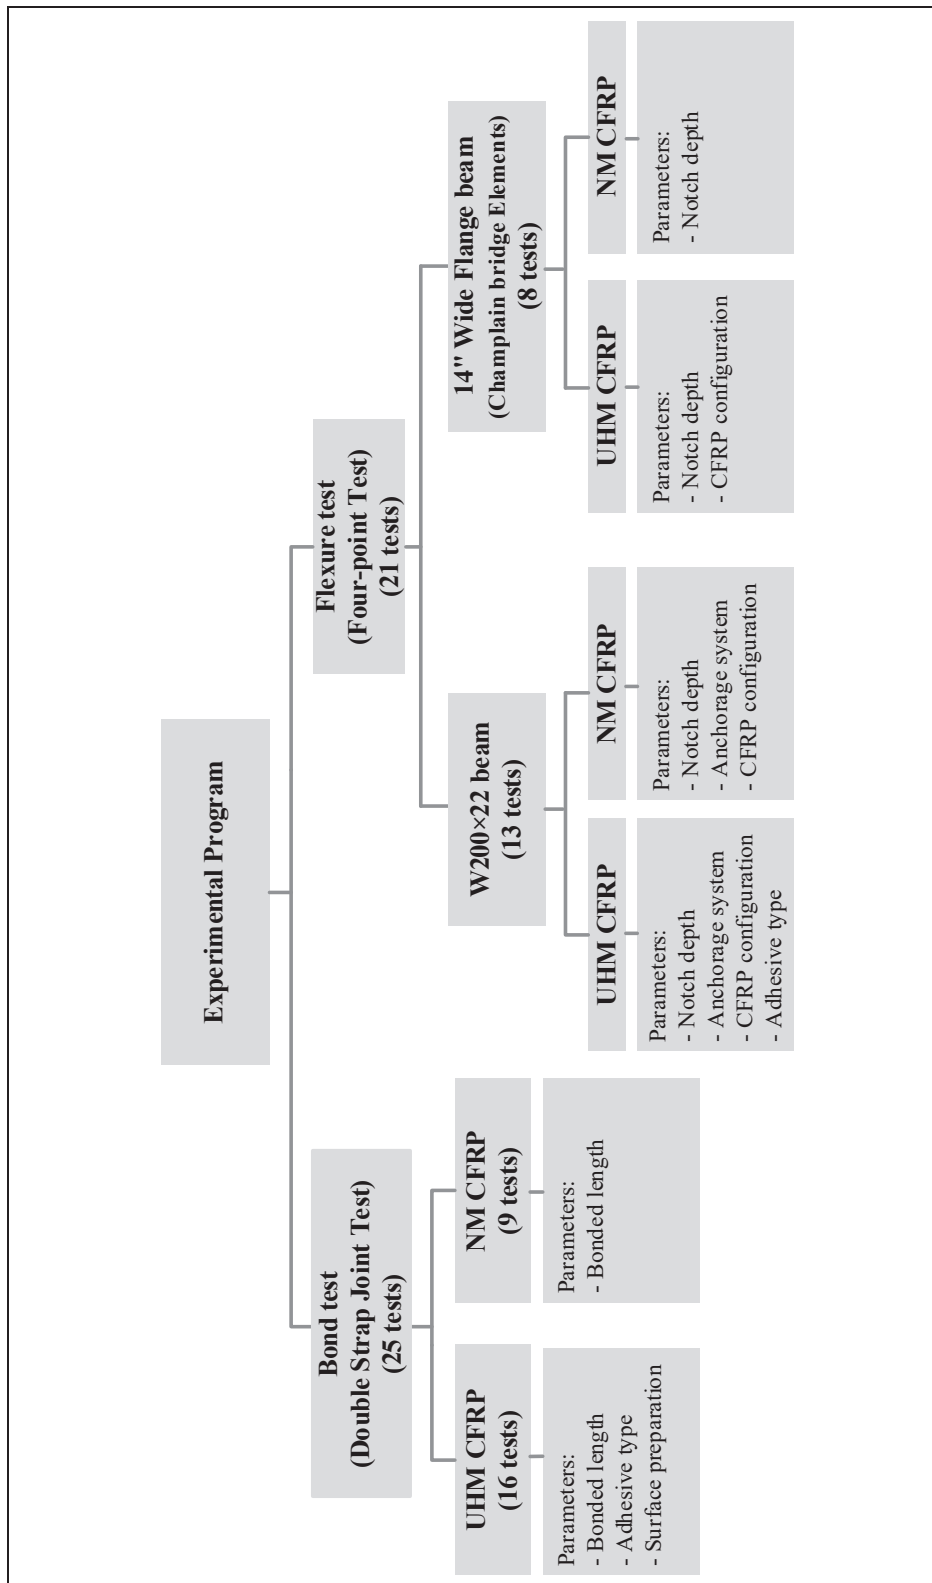 Experimental Program
Bond test
(Double Strap Joint Test)
(25 tests)
UHM CFRP
(16 tests)
Parameters:
- Bonded length
- Adhesive type
- Surface preparation
NM CFRP
(9 tests)
Parameters:
- Bonded length
Flexure test
(Four-point Test)
(21 tests)
W200×22 beam
(13 tests)
UHM CFRP
Parameters:
- Notch depth
- Anchorage system
- CFRP configuration
- Adhesive type
NM CFRP
Parameters:
- Notch depth
- Anchorage system
- CFRP configuration
14" Wide Flange beam
(Champlain bridge Elements)
(8 tests)
UHM CFRP
Parameters:
- Notch depth
- CFRP configuration
NM CFRP
Parameters:
- Notch depth